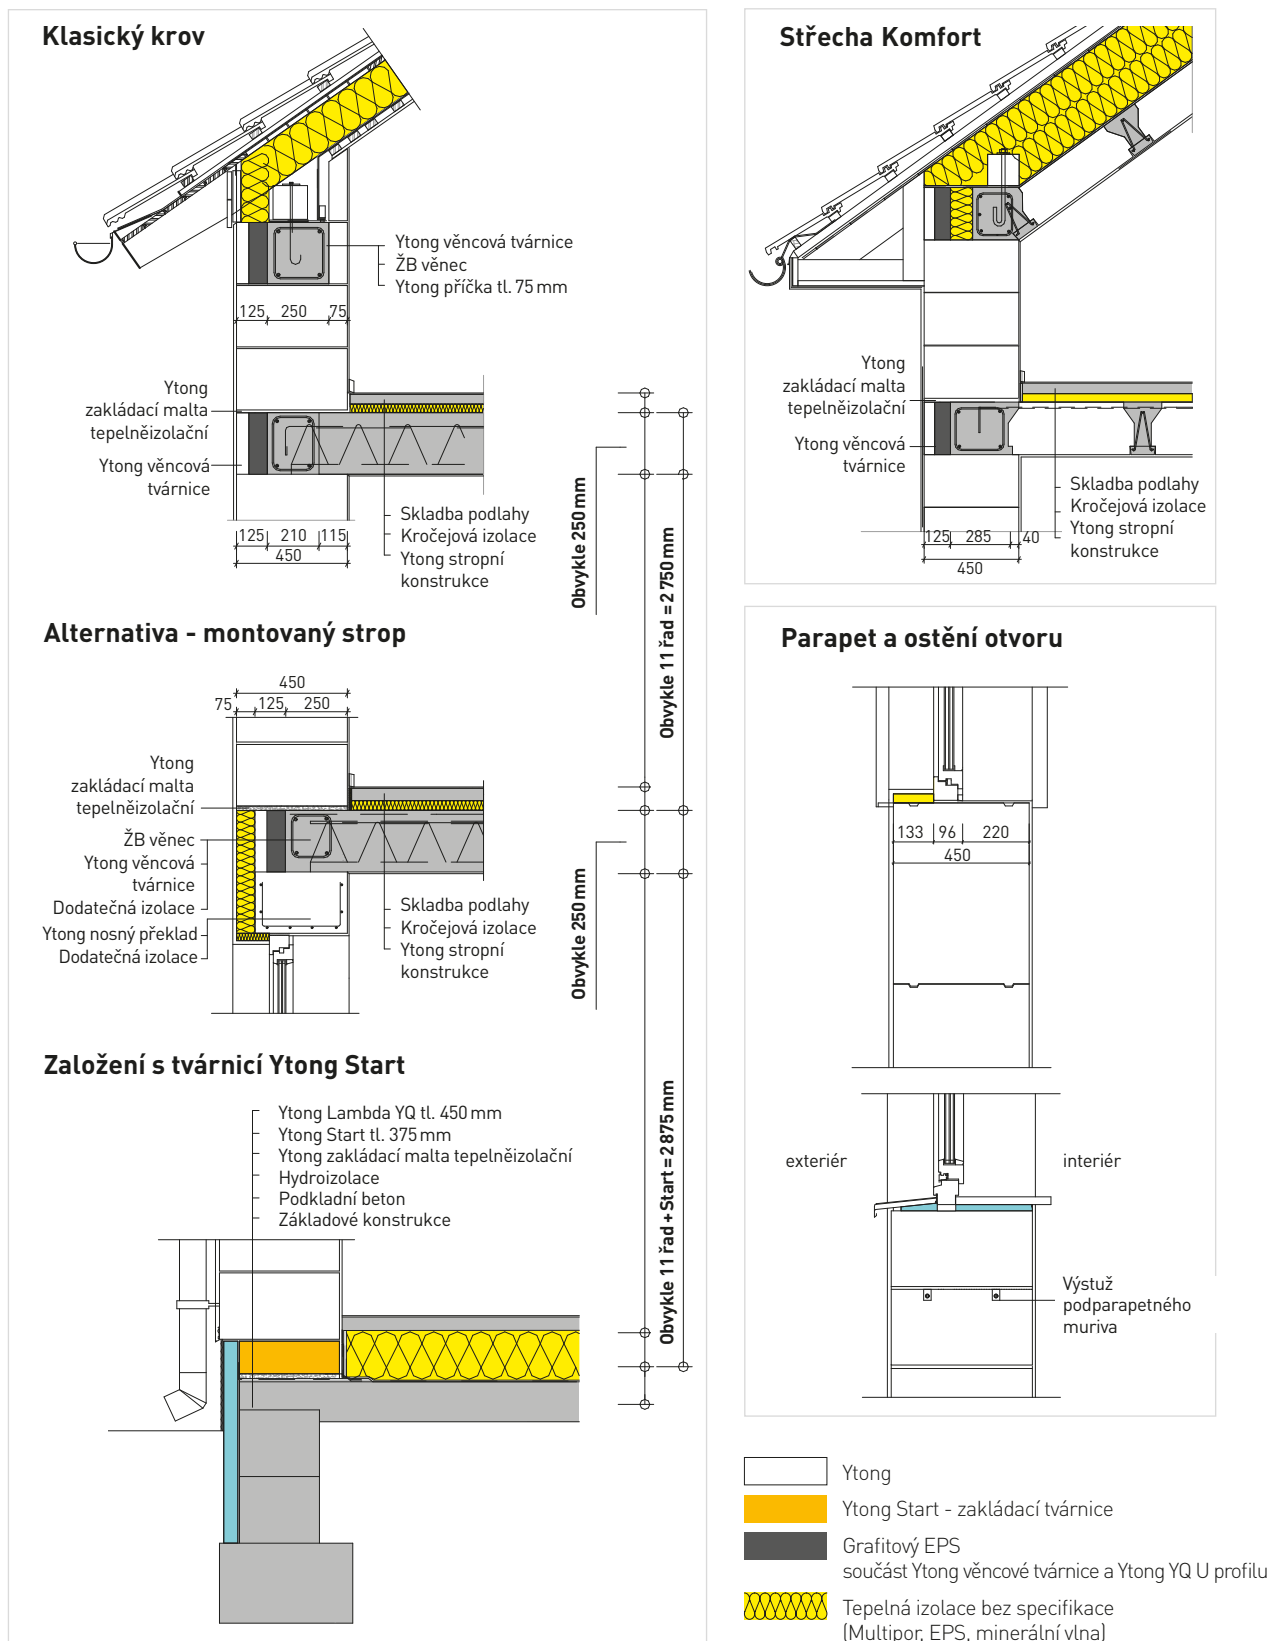 Klasický krov
Ytong věncová tvárnice
ŽB věnec
Ytong příčka tl. 75 mm
125 250 75
Ytong
zakládací malta
tepelněizolační
Ytong věncová
tvárnice
Skladba podlahy
Kročejová izolace
Ytong stropní
konstrukce
125 210 115
450
Obvykle 250 mm
Obvykle 11 řad = 2 750 mm
Alternativa - montovaný strop
450
75 125 250
Ytong
zakládací malta
tepelněizolační
ŽB věnec
Ytong věncová
tvárnice
Dodatečná izolace
Ytong nosný překlad
Dodatečná izolace
Skladba podlahy
Kročejová izolace
Ytong stropní
konstrukce
Obvykle 250 mm
Obvykle 11 řad + Start = 2 875 mm
Založení s tvárnicí Ytong Start
Ytong Lambda YQ tl. 450 mm
Ytong Start tl. 375 mm
Ytong zakládací malta tepelněizolační
Hydroizolace
Podkladní beton
Základové konstrukce
Střecha Komfort
Ytong
zakládací malta
tepelněizolační
Ytong věncová
tvárnice
Skladba podlahy
Kročejová izolace
Ytong stropní
konstrukce
125 285 40
450
Parapet a ostění otvoru
133 96 220
450
exteriér
interiér
Výstuž
podparapetného
muriva
Ytong
Ytong Start - zakládací tvárnice
Grafitový EPS
součást Ytong věncové tvárnice a Ytong YQ U profilu
Tepelná izolace bez specifikace
(Multipor, EPS, minerální vlna)